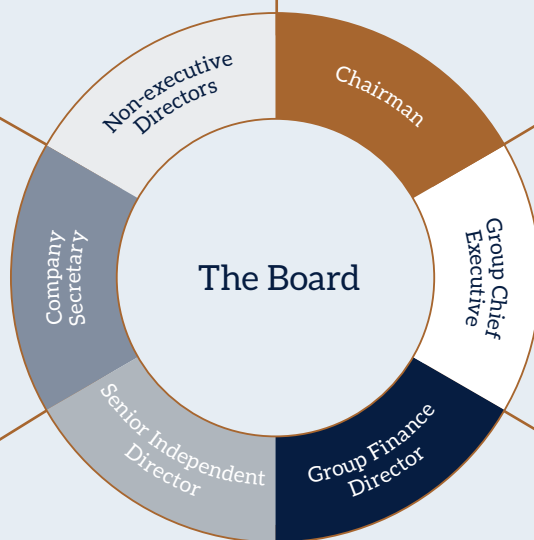 Non-executive
Directors
Chairman
Group Chief
Executive
The Board
Company
Secretary
Senior Independent
Director
Group Finance
Director